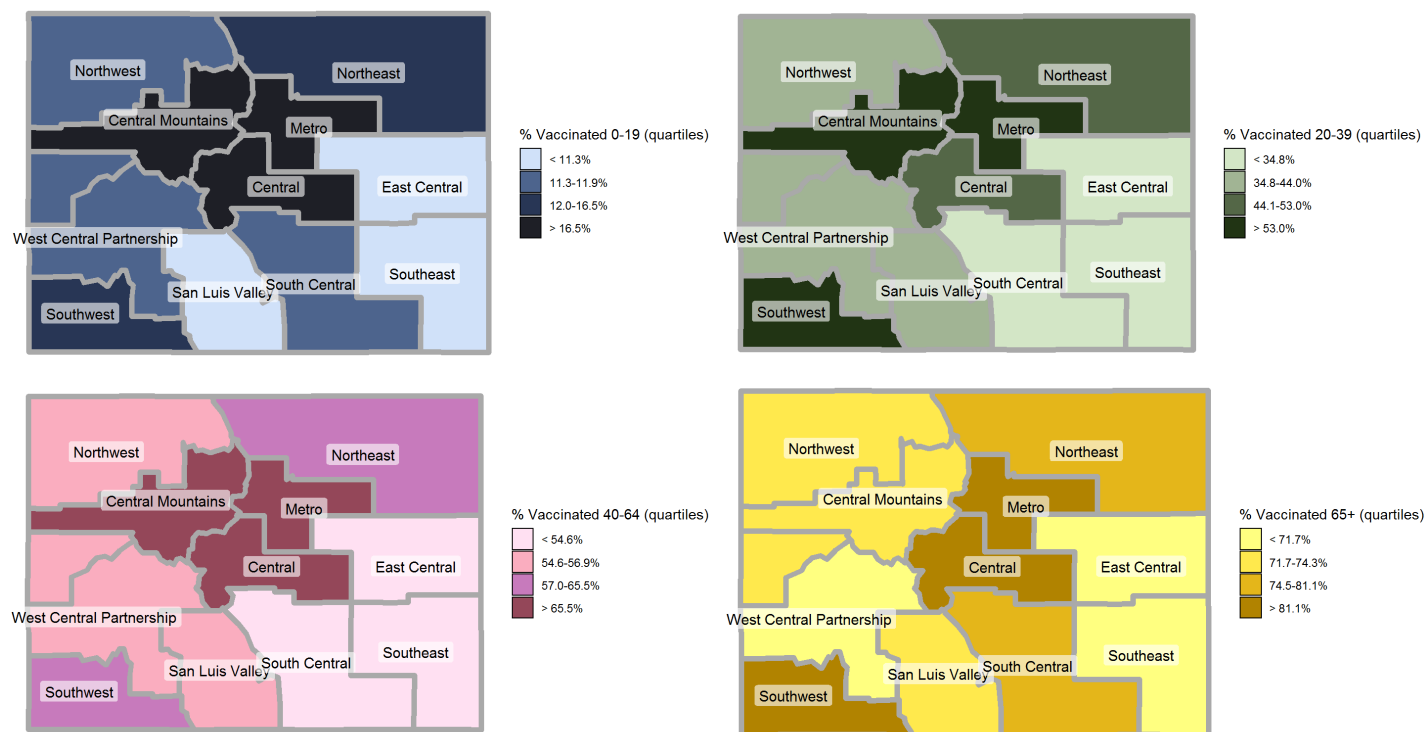 Northwest
Northeast
Central Mountains
Metro
Central
East Central
West Central Partnership
Southeast
San Luis Valley
South Central
Southwest
% Vaccinated 0-19 (quartiles)
< 11.3%
11.3-11.9%
12.0-16.5%
> 16.5%
Northwest
Northeast
Central Mountains
Metro
Central
East Central
West Central Partnership
Southeast
San Luis Valley
South Central
Southwest
% Vaccinated 20-39 (quartiles)
< 34.8%
34.8-44.0%
44.1-53.0%
> 53.0%
Northwest
Northeast
Central Mountains
Metro
Central
East Central
West Central Partnership
Southeast
San Luis Valley
South Central
Southwest
% Vaccinated 40-64 (quartiles)
< 54.6%
54.6-56.9%
57.0-65.5%
> 65.5%
Northwest
Northeast
Central Mountains
Metro
Central
East Central
West Central Partnership
Southeast
San Luis Valley
South Central
Southwest
% Vaccinated 65+ (quartiles)
< 71.7%
71.7-74.3%
74.5-81.1%
> 81.1%